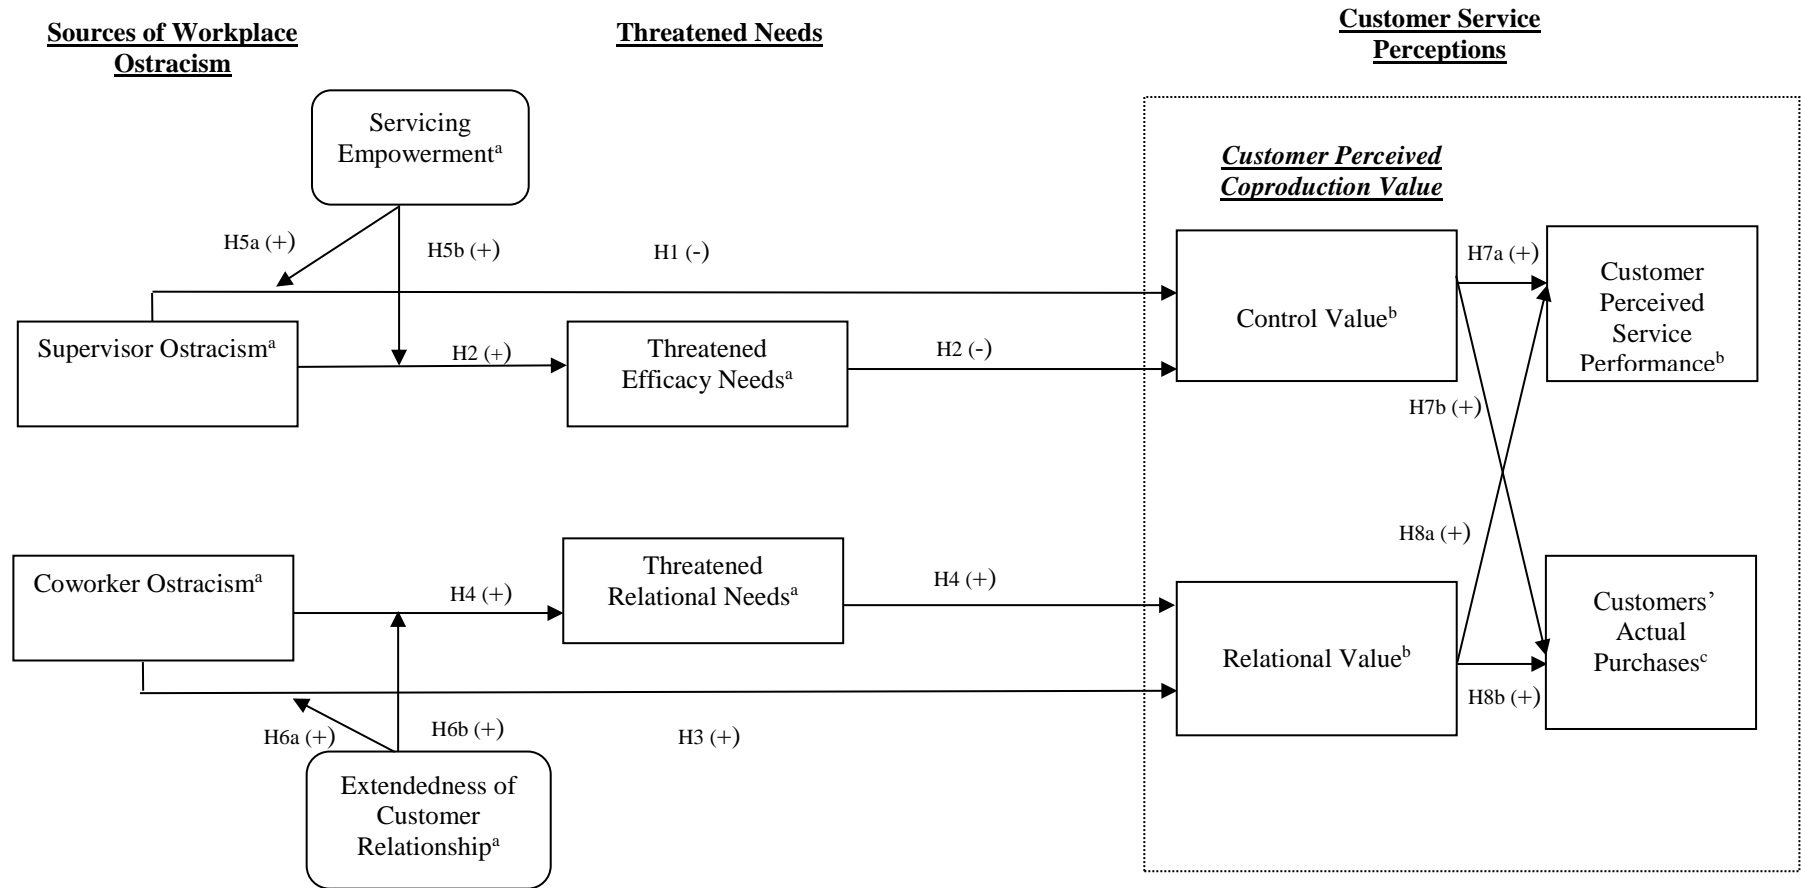 Sources of Workplace
Ostracism
Threatened Needs
Customer Service
Perceptions
Servicing
Empowermentᵃ
Customer Perceived
Coproduction Value
H5a (+)
H5b (+)
H1 (-)
H7a (+)
Supervisor Ostracismᵃ
H2 (+)
Threatened
Efficacy Needsᵃ
H2 (-)
Control Valueᵇ
Customer
Perceived
Service
Performanceᵇ
H7b (+)
H8a (+)
Coworker Ostracismᵃ
H4 (+)
Threatened
Relational Needsᵃ
H4 (+)
Relational Valueᵇ
Customers’
Actual
Purchasesᶜ
H8b (+)
H6a (+)
H6b (+)
H3 (+)
Extendedness of
Customer
Relationshipᵃ